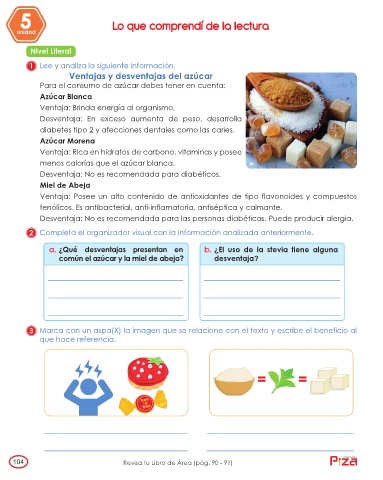 5
unidad
Lo que comprendí de la lectura
Nivel Literal
1 Lee y analiza la siguiente información.
Ventajas y desventajas del azúcar
Para el consumo de azúcar debes tener en cuenta:
Azúcar Blanca
Ventaja: Brinda energía al organismo.
Desventaja: En exceso aumenta de peso, desarrolla
diabetes tipo 2 y afecciones dentales como las caries.
Azúcar Morena
Ventaja: Rica en hidratos de carbono, vitaminas y posee
menos calorías que el azúcar blanca.
Desventaja: No es recomendada para diabéticos.
Miel de Abeja
Ventaja: Posee un alto contenido de antioxidantes de tipo flavonoides y compuestos
fenólicos. Es antibacterial, anti-inflamatoria, antiséptica y calmante.
Desventaja: No es recomendada para las personas diabéticas. Puede producir alergia.
2 Completa el organizador visual con la información analizada anteriormente.
a. ¿Qué desventajas presentan en
común el azúcar y la miel de abeja?
b. ¿El uso de la stevia tiene alguna
desventaja?
3 Marca con un aspa(X) la imagen que se relacione con el texto y escribe el beneficio al
que hace referencia.
= =
104
Revisa tu Libro de Área (pág. 90 - 91)